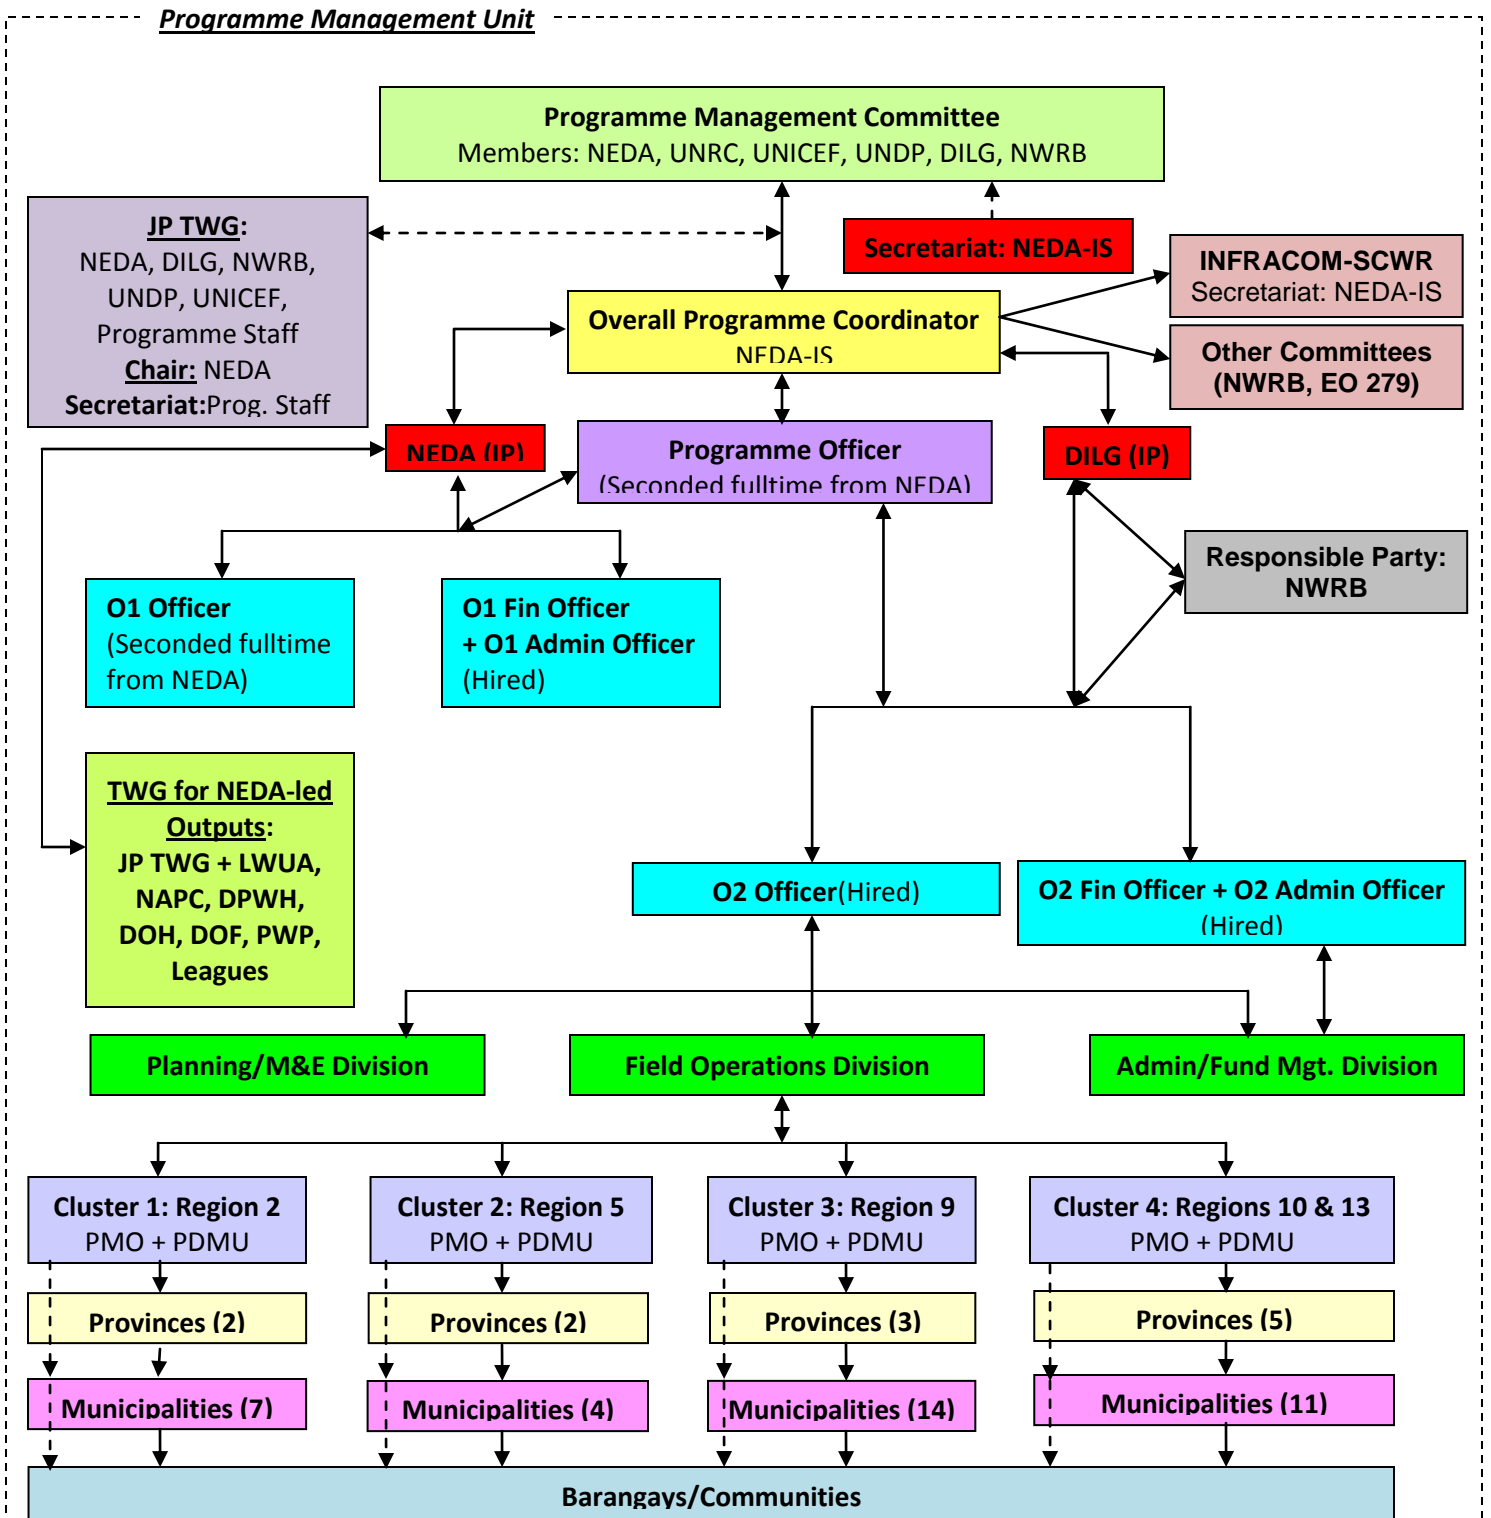 Programme Management Unit
Programme Management Committee
Members: NEDA, UNRC, UNICEF, UNDP, DILG, NWRB
JP TWG:
NEDA, DILG, NWRB,
UNDP, UNICEF,
Programme Staff
Chair: NEDA
Secretariat:Prog. Staff
Secretariat: NEDA-IS
INFRACOM-SCWR
Secretariat: NEDA-IS
Overall Programme Coordinator
NEDA-IS
Other Committees
(NWRB, EO 279)
NEDA (IP)
Programme Officer
(Seconded fulltime from NEDA)
DILG (IP)
Responsible Party:
NWRB
O1 Officer
(Seconded fulltime
from NEDA)
O1 Fin Officer
+ O1 Admin Officer
(Hired)
TWG for NEDA-led
Outputs:
JP TWG + LWUA,
NAPC, DPWH,
DOH, DOF, PWP,
Leagues
O2 Officer(Hired)
O2 Fin Officer + O2 Admin Officer
(Hired)
Planning/M&E Division
Field Operations Division
Admin/Fund Mgt. Division
Cluster 1: Region 2
PMO + PDMU
Cluster 2: Region 5
PMO + PDMU
Cluster 3: Region 9
PMO + PDMU
Cluster 4: Regions 10 & 13
PMO + PDMU
Provinces (2)
Provinces (2)
Provinces (3)
Provinces (5)
Municipalities (7)
Municipalities (4)
Municipalities (14)
Municipalities (11)
Barangays/Communities